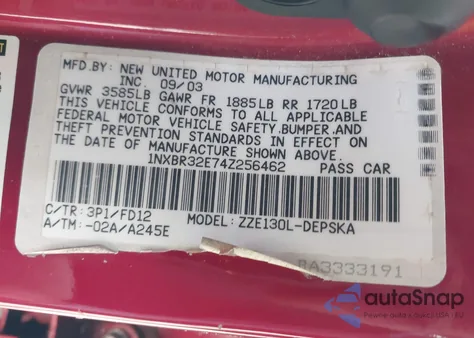 MFD.BY: NEW UNITED MOTOR MANUFACTURING
INC. 09/03
GVWR 3585LB GAWR FR 1885LB RR 1720LB
THIS VEHICLE CONFORMS TO ALL APPLICABLE
FEDERAL MOTOR VEHICLE SAFETY,BUMPER,AND
THEFT PREVENTION STANDARDS IN EFFECT ON
THE DATE OF MANUFACTURE SHOWN ABOVE.
1NXBR32E74Z256462 PASS CAR
C/TR: 3P1/FD12 MODEL: ZZE130L-DEPSKA
A/TM: -02A/A245E
BA3333191
autoSnap